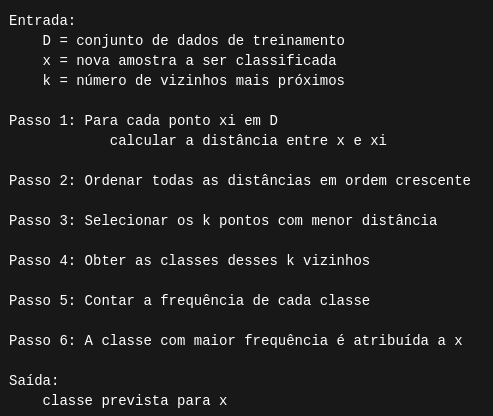 Entrada:
    D = conjunto de dados de treinamento
    x = nova amostra a ser classificada
    k = número de vizinhos mais próximos

Passo 1: Para cada ponto xi em D
            calcular a distância entre x e xi

Passo 2: Ordenar todas as distâncias em ordem crescente

Passo 3: Selecionar os k pontos com menor distância

Passo 4: Obter as classes desses k vizinhos

Passo 5: Contar a frequência de cada classe

Passo 6: A classe com maior frequência é atribuída a x

Saída:
    classe prevista para x